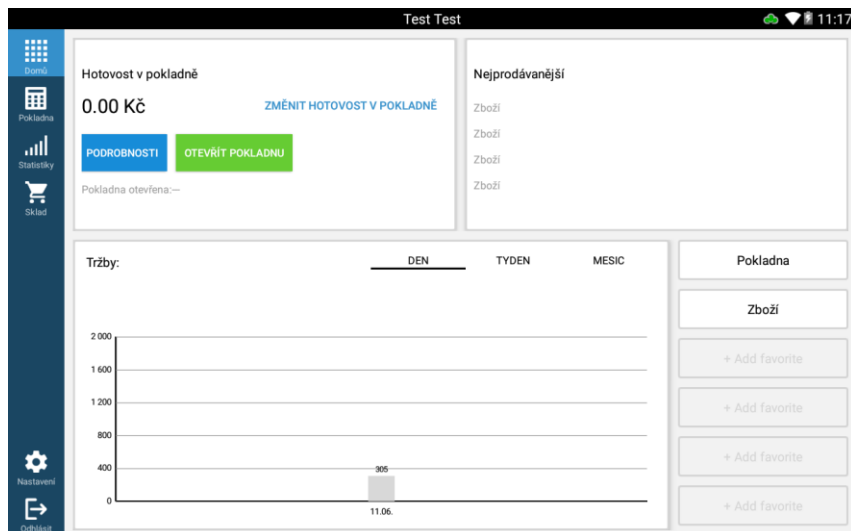 Test Test
11:17
Domů
Pokladna
Statistiky
Sklad
Nastavení
Odhlásit
Hotovost v pokladně
0.00 Kč
ZMĚNIT HOTOVOST V POKLADNĚ
PODROBNOSTI
OTEVŘÍT POKLADNU
Pokladna otevřena:—
Nejprodávanější
Zboží
Zboží
Zboží
Zboží
Tržby:
DEN
TYDEN
MESIC
2 000
1 600
1 200
800
400
0
305
11.06.
Pokladna
Zboží
+ Add favorite
+ Add favorite
+ Add favorite
+ Add favorite